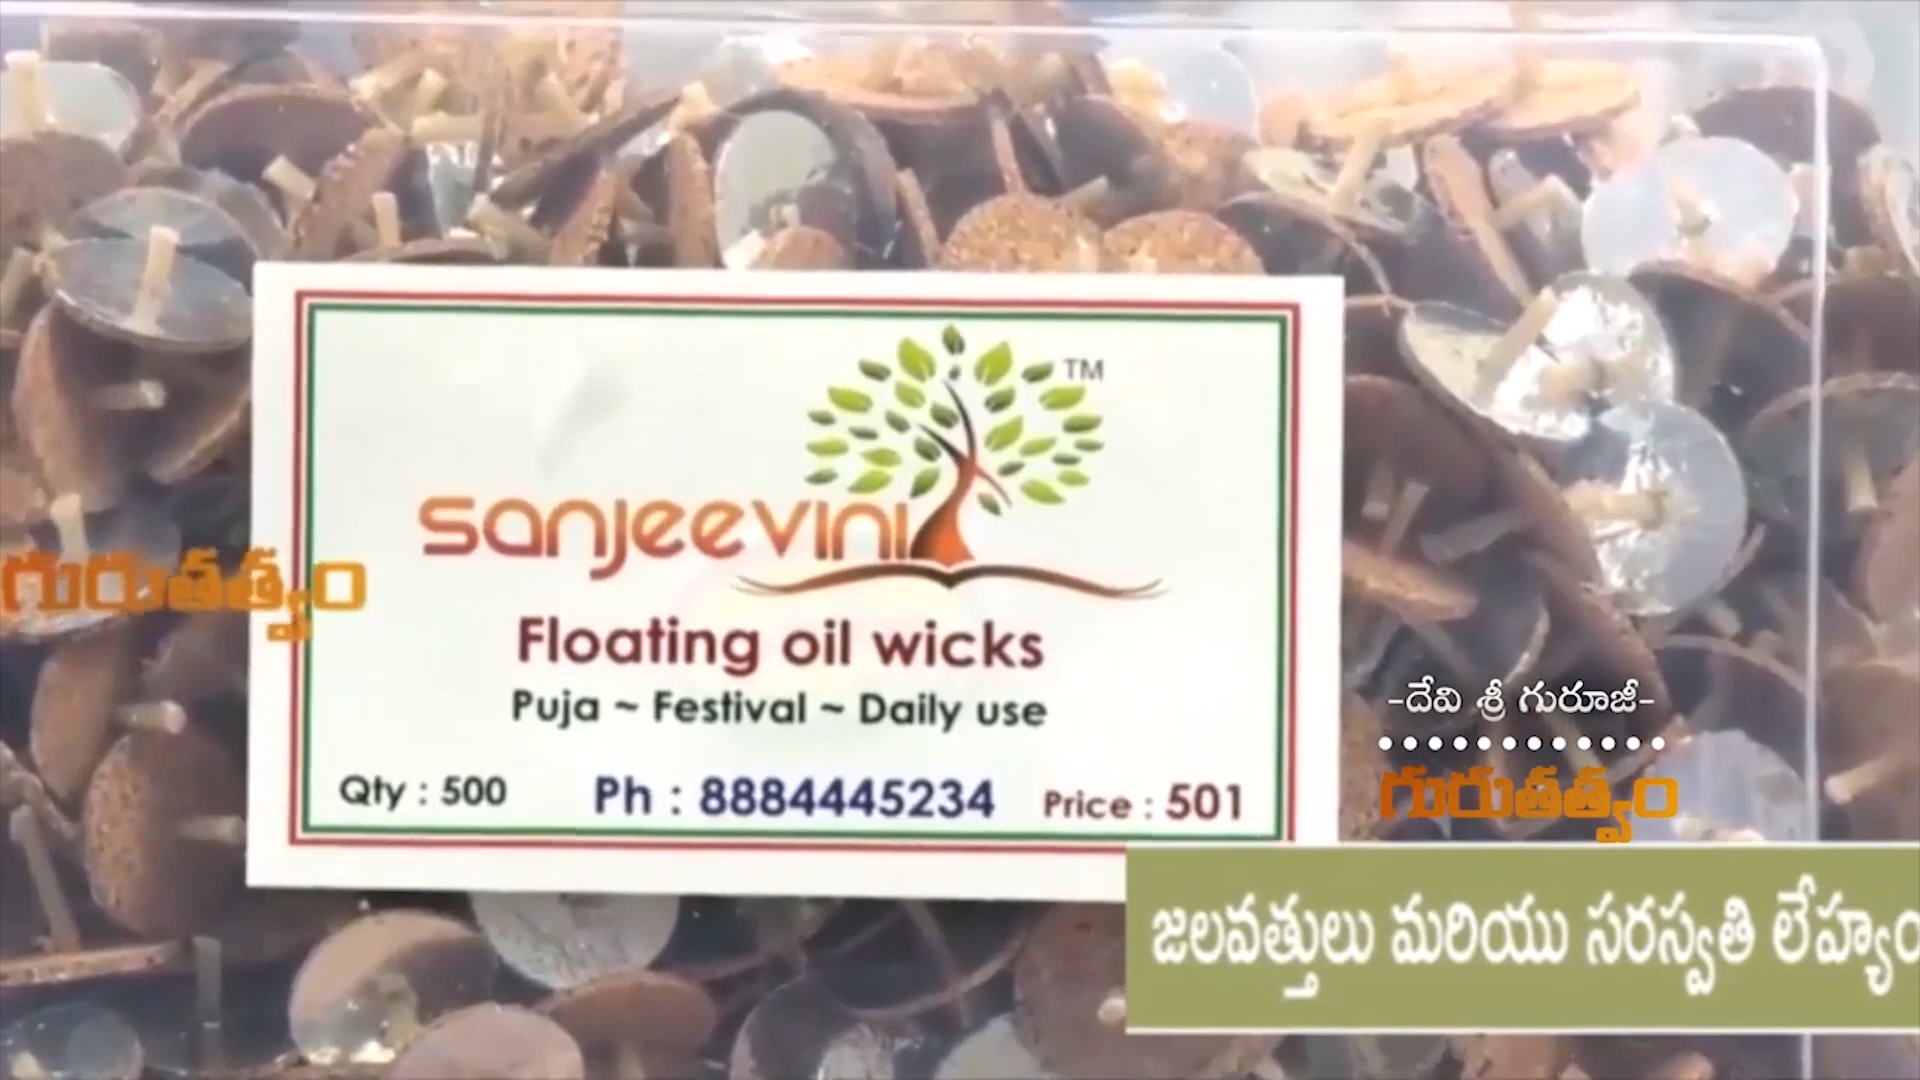 TM
sanjeevini
Floating oil wicks
Puja ~ Festival ~ Daily use
Qty : 500 Ph : 8884445234 Price : 501
గురుతత్వం
-దేవి శ్రీ గురూజీ-
గురుతత్వం
జలవత్తులు మరియు సరస్వతి లేహ్యం